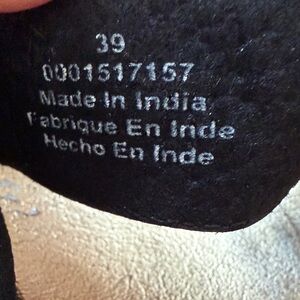 39
0001517157
Made In India
Fabrique En Inde
Hecho En Inde